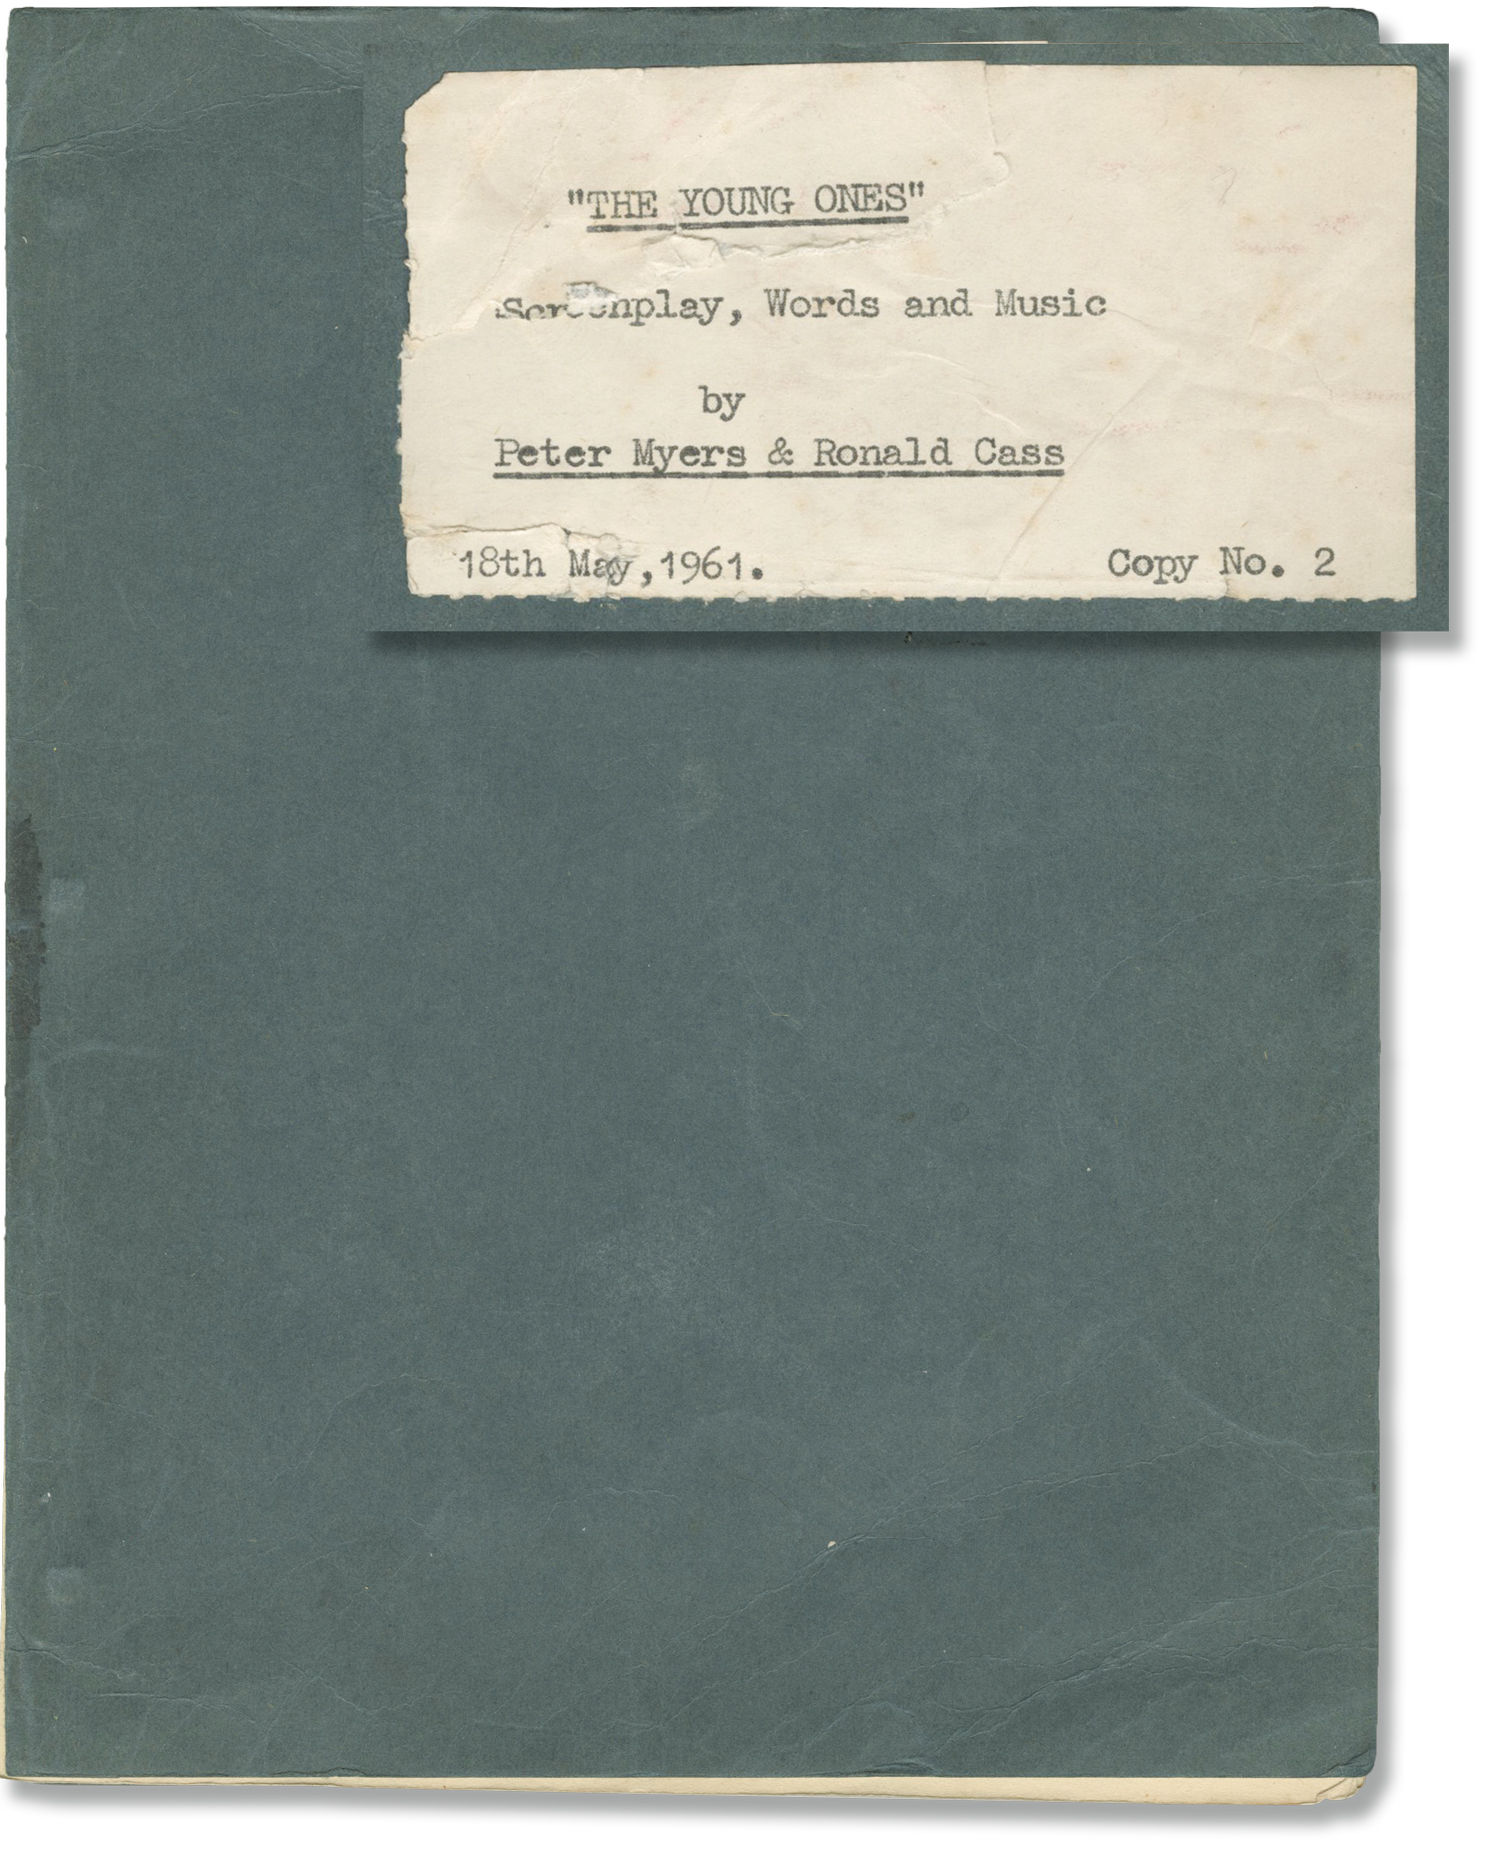 "THE YOUNG ONES"
Screenplay, Words and Music
by
Peter Myers & Ronald Cass
18th May,1961.
Copy No. 2